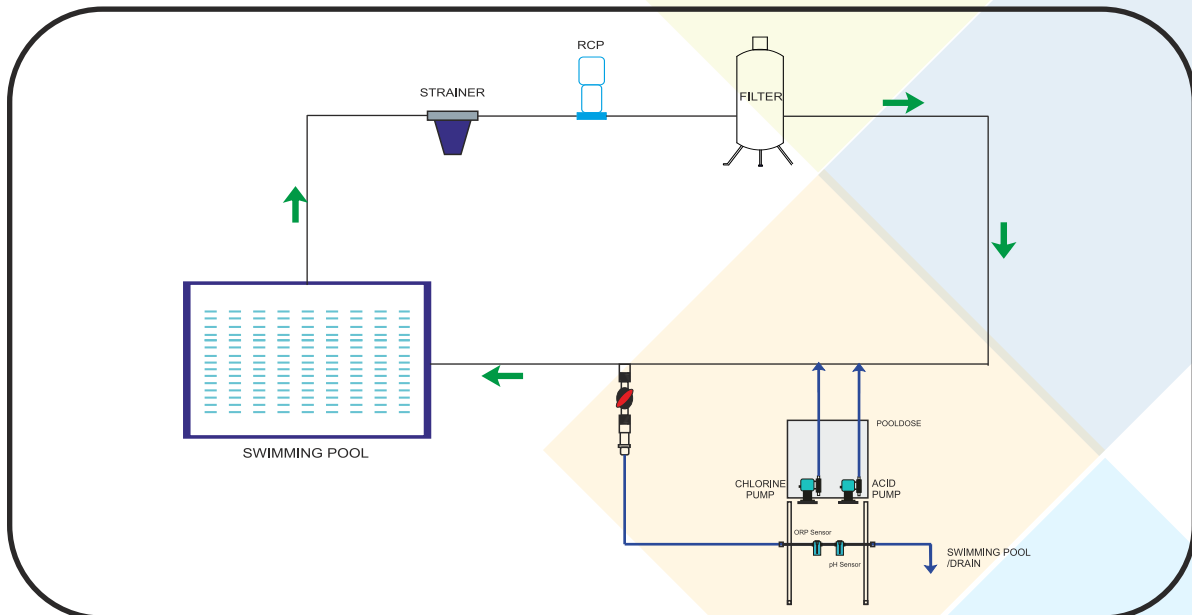 RCP
STRAINER
FILTER
SWIMMING POOL
POOLDOSE
CHLORINE
PUMP
ACID
PUMP
ORP Sensor
pH Sensor
SWIMMING POOL
/DRAIN